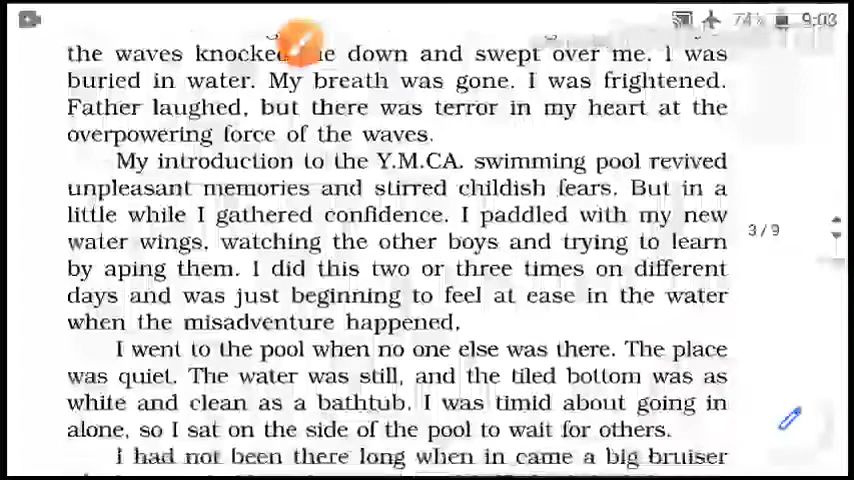 74% 9:03
the waves knocked me down and swept over me. I was
buried in water. My breath was gone. I was frightened.
Father laughed, but there was terror in my heart at the
overpowering force of the waves.
My introduction to the Y.M.CA. swimming pool revived
unpleasant memories and stirred childish fears. But in a
little while I gathered confidence. I paddled with my new
water wings, watching the other boys and trying to learn
by aping them. I did this two or three times on different
days and was just beginning to feel at ease in the water
when the misadventure happened.
3/9
I went to the pool when no one else was there. The place
was quiet. The water was still, and the tiled bottom was as
white and clean as a bathtub. I was timid about going in
alone, so I sat on the side of the pool to wait for others.
I had not been there long when in came a big bruiser